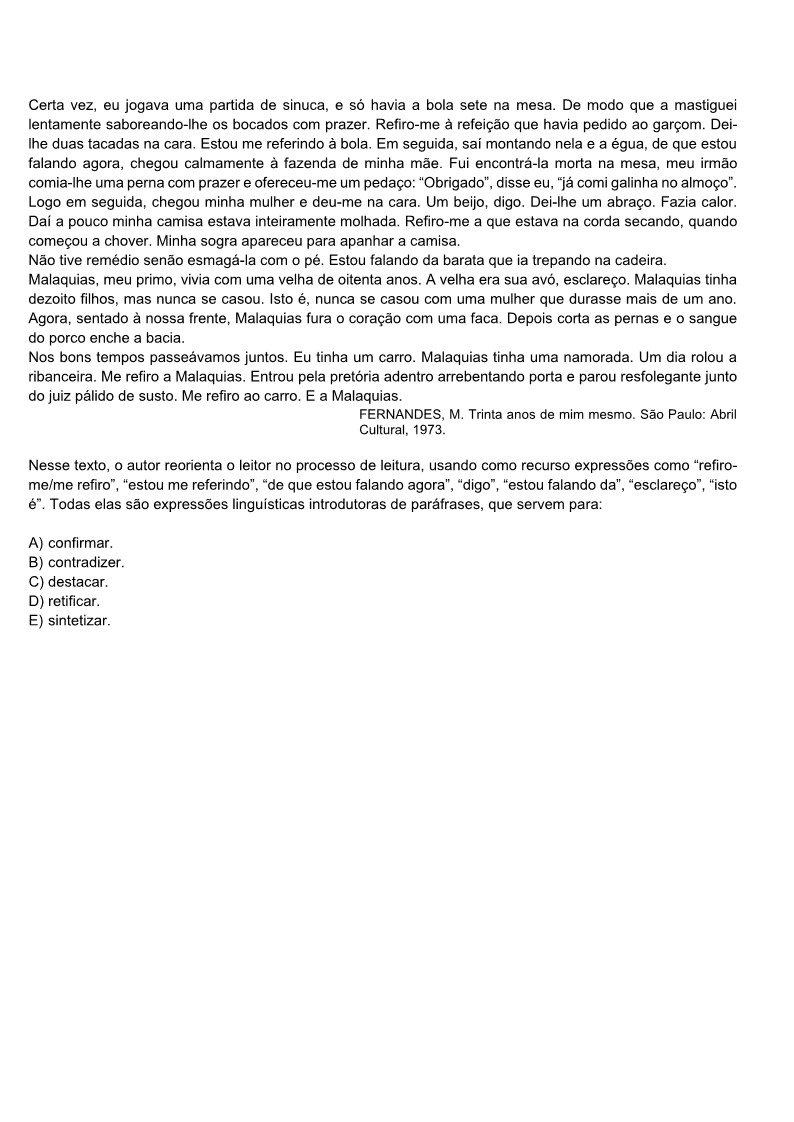 Certa vez, eu jogava uma partida de sinuca, e só havia a bola sete na mesa. De modo que a mastiguei
lentamente saboreando-lhe os bocados com prazer. Refiro-me à refeição que havia pedido ao garçom. Dei-
lhe duas tacadas na cara. Estou me referindo à bola. Em seguida, saí montando nela e a égua, de que estou
falando agora, chegou calmamente à fazenda de minha mãe. Fui encontrá-la morta na mesa, meu irmão
comia-lhe uma perna com prazer e ofereceu-me um pedaço: “Obrigado”, disse eu, “já comi galinha no almoço”.
Logo em seguida, chegou minha mulher e deu-me na cara. Um beijo, digo. Dei-lhe um abraço. Fazia calor.
Daí a pouco minha camisa estava inteiramente molhada. Refiro-me a que estava na corda secando, quando
começou a chover. Minha sogra apareceu para apanhar a camisa.
Não tive remédio senão esmagá-la com o pé. Estou falando da barata que ia trepando na cadeira.
Malaquias, meu primo, vivia com uma velha de oitenta anos. A velha era sua avó, esclareço. Malaquias tinha
dezoito filhos, mas nunca se casou. Isto é, nunca se casou com uma mulher que durasse mais de um ano.
Agora, sentado à nossa frente, Malaquias fura o coração com uma faca. Depois corta as pernas e o sangue
do porco enche a bacia.
Nos bons tempos passeávamos juntos. Eu tinha um carro. Malaquias tinha uma namorada. Um dia rolou a
ribanceira. Me refiro a Malaquias. Entrou pela pretória adentro arrebentando porta e parou resfolegante junto
do juiz pálido de susto. Me refiro ao carro. E a Malaquias.
FERNANDES, M. Trinta anos de mim mesmo. São Paulo: Abril
Cultural, 1973.
Nesse texto, o autor reorienta o leitor no processo de leitura, usando como recurso expressões como “refiro-
me/me refiro”, “estou me referindo”, “de que estou falando agora”, “digo”, “estou falando da”, “esclareço”, “isto
é”. Todas elas são expressões linguísticas introdutoras de paráfrases, que servem para:
A) confirmar.
B) contradizer.
C) destacar.
D) retificar.
E) sintetizar.